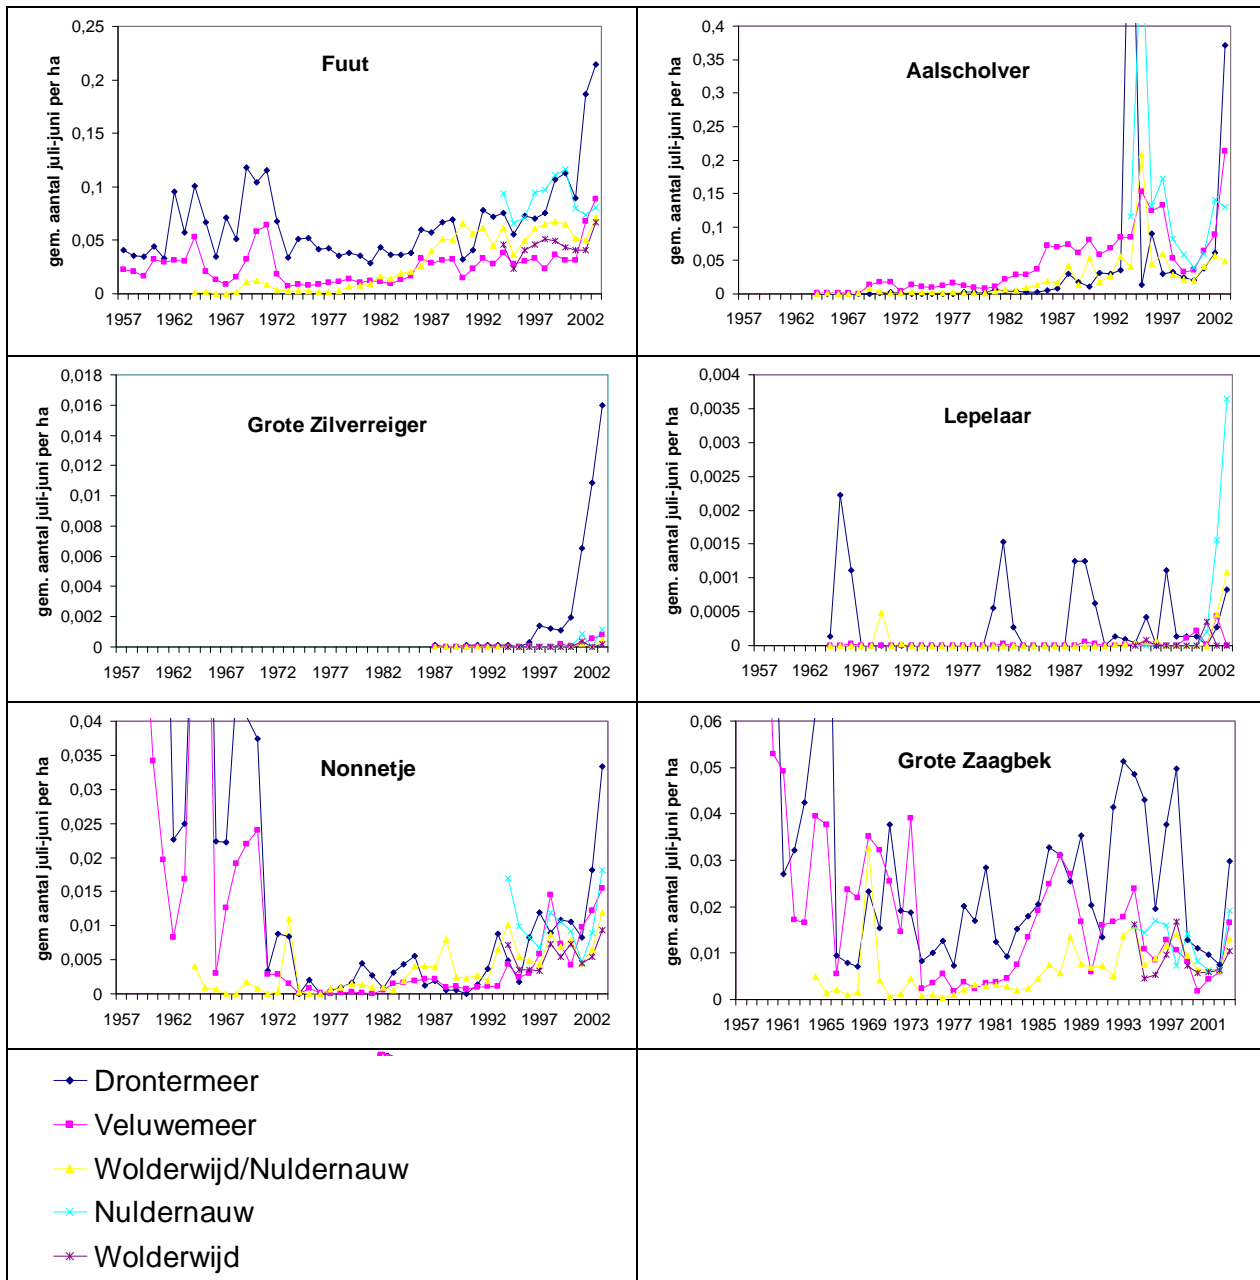 Fuut
gem. aantal juli-juni per ha
0,25
0,2
0,15
0,1
0,05
0
1957 1962 1967 1972 1977 1982 1987 1992 1997 2002
Aalscholver
gem. aantal juli-juni per ha
0,4
0,35
0,3
0,25
0,2
0,15
0,1
0,05
0
1957 1962 1967 1972 1977 1982 1987 1992 1997 2002
Grote Zilverreiger
gem. aantal juli-juni per ha
0,018
0,016
0,014
0,012
0,01
0,008
0,006
0,004
0,002
0
1957 1962 1967 1972 1977 1982 1987 1992 1997 2002
Lepelaar
gem. aantal juli-juni per ha
0,004
0,0035
0,003
0,0025
0,002
0,0015
0,001
0,0005
0
1957 1962 1967 1972 1977 1982 1987 1992 1997 2002
Nonnetje
gem aantal juli-juni per ha
0,04
0,035
0,03
0,025
0,02
0,015
0,01
0,005
0
1957 1962 1967 1972 1977 1982 1987 1992 1997 2002
Grote Zaagbek
gem. aantal juli-juni per ha
0,06
0,05
0,04
0,03
0,02
0,01
0
1957 1961 1965 1969 1973 1977 1981 1985 1989 1993 1997 2001
Drontermeer
Veluwemeer
Wolderwijd/Nuldernauw
Nuldernauw
Wolderwijd